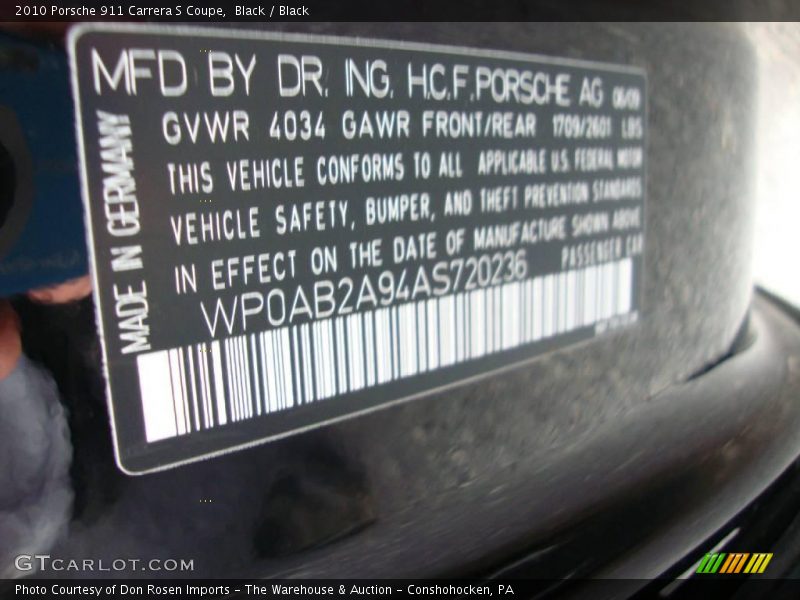 2010 Porsche 911 Carrera S Coupe,  Black / Black
MFD BY DR. ING. H.C.F. PORSCHE AG 06/09
GVWR 4034 GAWR FRONT/REAR 1709/2601 LBS
THIS VEHICLE CONFORMS TO ALL APPLICABLE U.S. FEDERAL MOTOR
VEHICLE SAFETY, BUMPER, AND THEFT PREVENTION STANDARDS
IN EFFECT ON THE DATE OF MANUFACTURE SHOWN ABOVE
PASSENGER CAR
WP0AB2A94AS720236
MADE IN GERMANY
GTCARLOT.COM
Photo Courtesy of Don Rosen Imports – The Warehouse & Auction – Conshohocken, PA